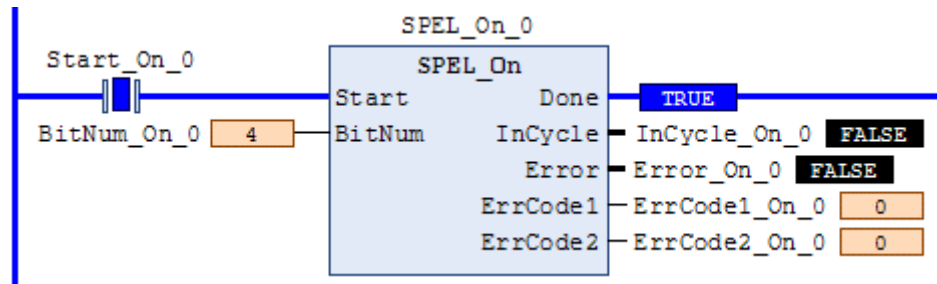 SPEL_On_0
Start_On_0 SPEL_On
Start Done TRUE
BitNum_On_0 4 BitNum InCycle InCycle_On_0 FALSE
Error Error_On_0 FALSE
ErrCode1 ErrCode1_On_0 0
ErrCode2 ErrCode2_On_0 0